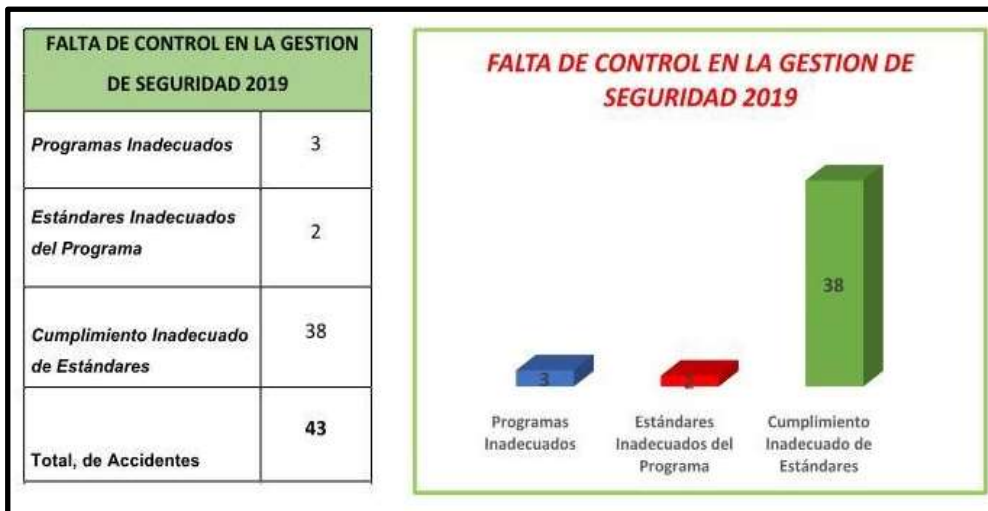 FALTA DE CONTROL EN LA GESTION
DE SEGURIDAD 2019
Programas Inadecuados 3
Estándares Inadecuados
del Programa 2
Cumplimiento Inadecuado
de Estándares 38
Total, de Accidentes 43
FALTA DE CONTROL EN LA GESTION DE
SEGURIDAD 2019
3
2
38
Programas
Inadecuados
Estándares
Inadecuados del
Programa
Cumplimiento
Inadecuado de
Estándares